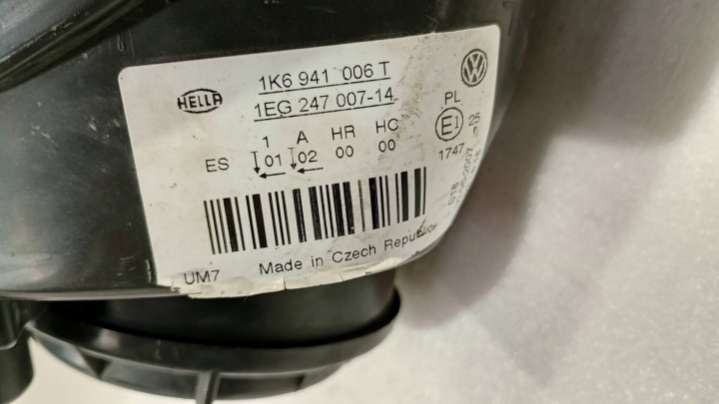 HELLA
1K6 941 006 T
1EG 247 007-14
PL
E1 25
1747
1 A HR HC
ES 01 02 00 00
UM7 Made in Czech Republic